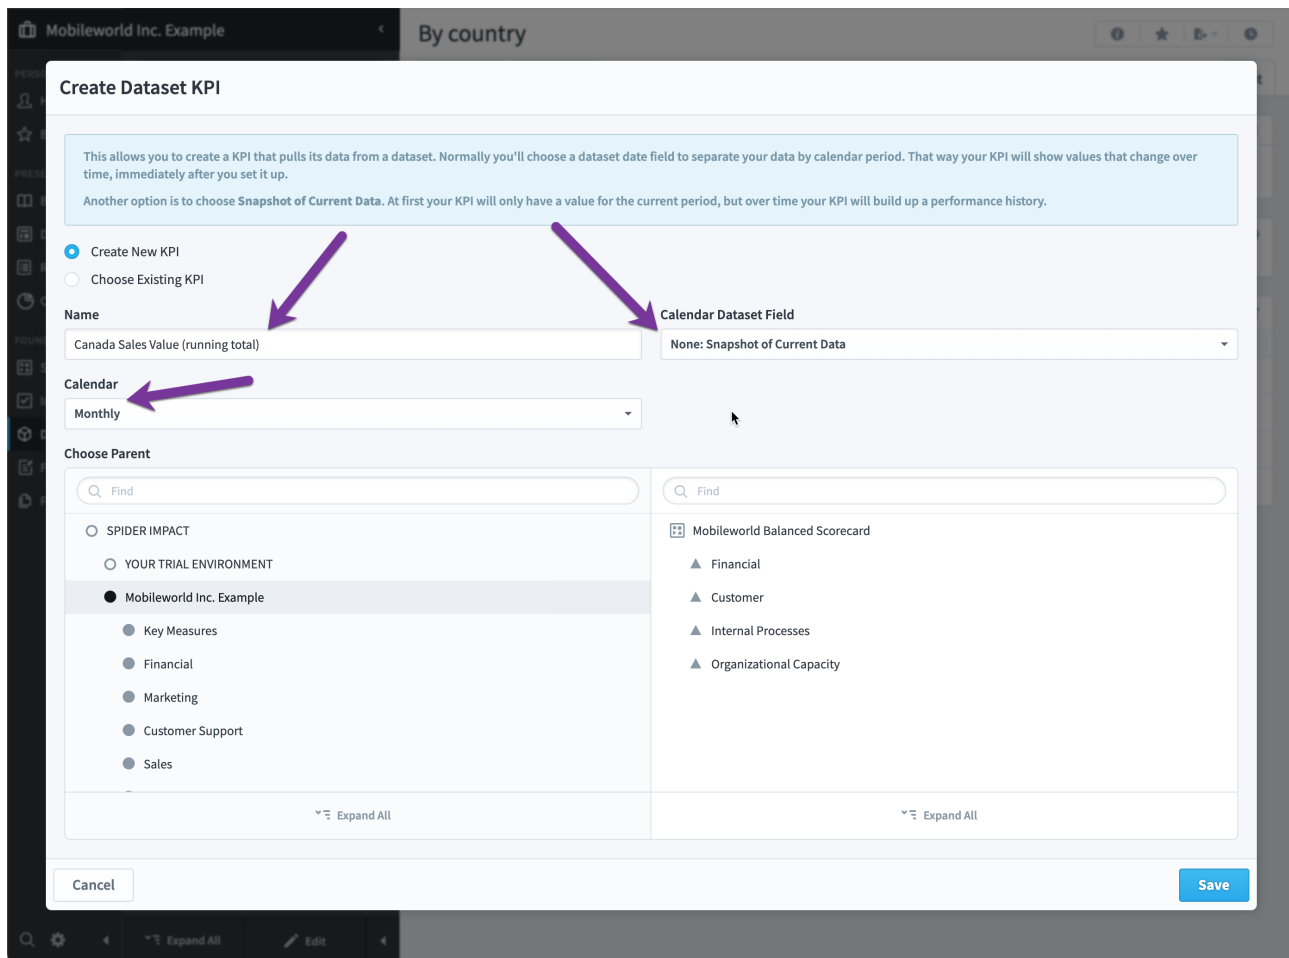 Mobileworld Inc. Example
By country
Create Dataset KPI
This allows you to create a KPI that pulls its data from a dataset. Normally you'll choose a dataset date field to separate your data by calendar period. That way your KPI will show values that change over
time, immediately after you set it up.
Another option is to choose Snapshot of Current Data. At first your KPI will only have a value for the current period, but over time your KPI will build up a performance history.
Create New KPI
Choose Existing KPI
Name
Calendar Dataset Field
Canada Sales Value (running total)
None: Snapshot of Current Data
Calendar
Monthly
Choose Parent
Find
Find
SPIDER IMPACT
Mobileworld Balanced Scorecard
YOUR TRIAL ENVIRONMENT
Financial
Mobileworld Inc. Example
Customer
Key Measures
Internal Processes
Financial
Organizational Capacity
Marketing
Customer Support
Sales
Expand All
Expand All
Cancel
Save
Expand All
Edit